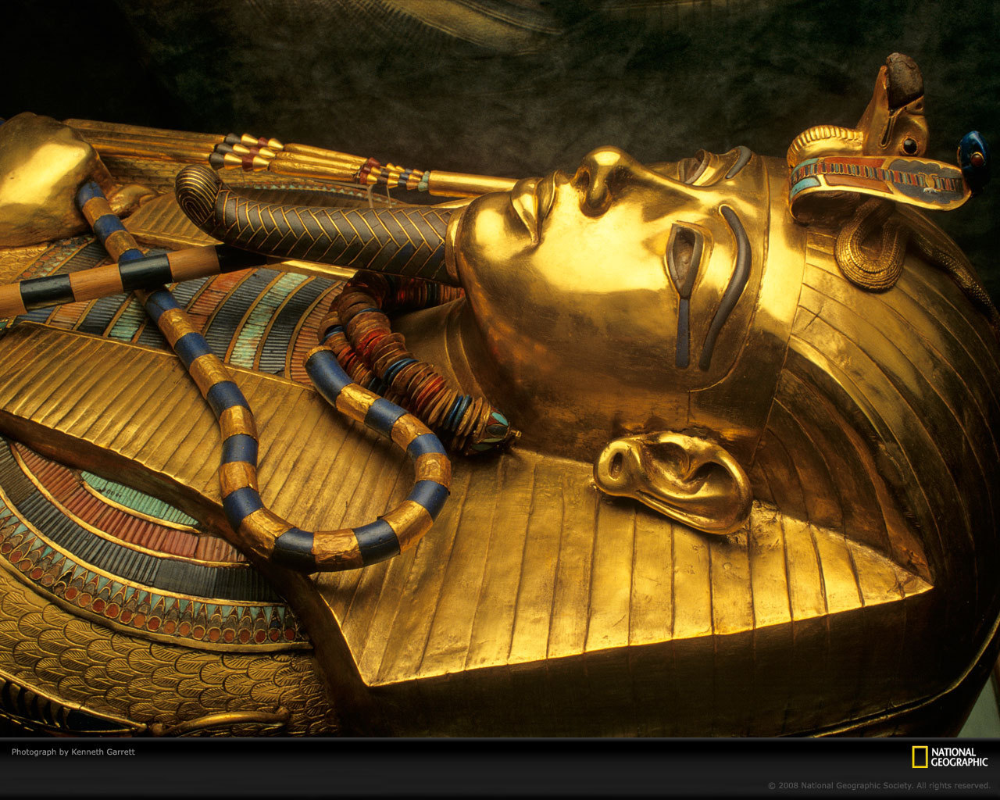 Photograph by Kenneth Garrett
NATIONAL
GEOGRAPHIC
© 2008 National Geographic Society. All rights reserved.